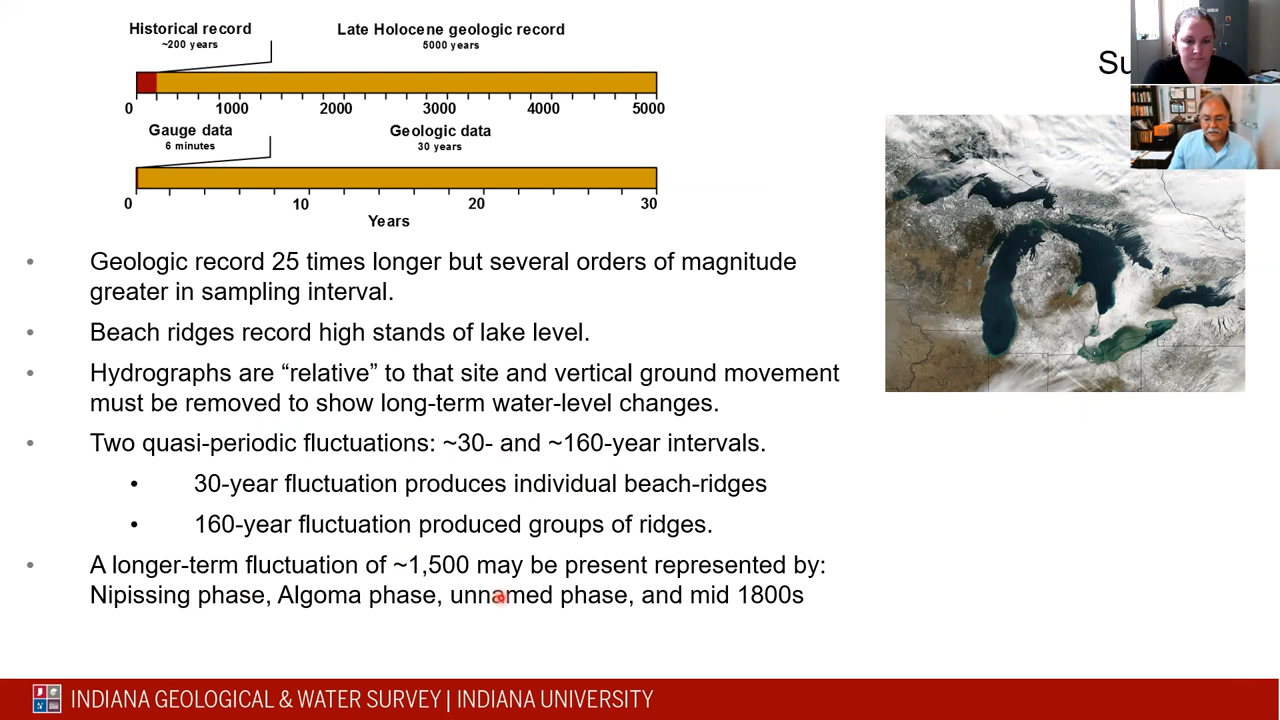 Historical record
~200 years
Late Holocene geologic record
5000 years
0 1000 2000 3000 4000 5000
Gauge data
6 minutes
Geologic data
30 years
0 10 20 30
Years
• Geologic record 25 times longer but several orders of magnitude
greater in sampling interval.
• Beach ridges record high stands of lake level.
• Hydrographs are “relative” to that site and vertical ground movement
must be removed to show long-term water-level changes.
• Two quasi-periodic fluctuations: ~30- and ~160-year intervals.
• 30-year fluctuation produces individual beach-ridges
• 160-year fluctuation produced groups of ridges.
• A longer-term fluctuation of ~1,500 may be present represented by:
Nipissing phase, Algoma phase, unnamed phase, and mid 1800s
INDIANA GEOLOGICAL & WATER SURVEY | INDIANA UNIVERSITY